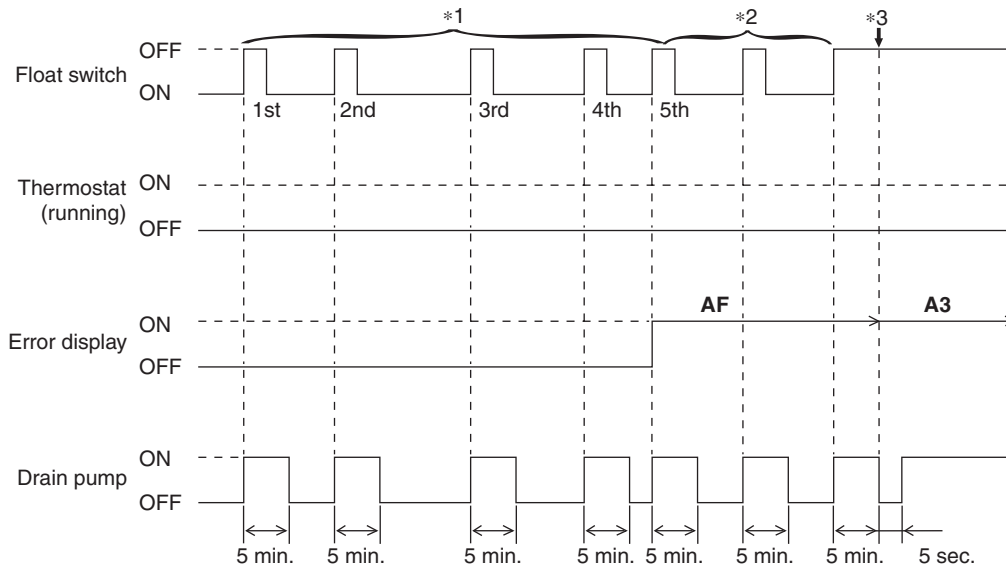 *1 *2 *3
OFF
Float switch
ON
1st 2nd 3rd 4th 5th
ON
Thermostat
(running)
OFF
AF A3
ON
Error display
OFF
ON
Drain pump
OFF
5 min. 5 min. 5 min. 5 min. 5 min. 5 min. 5 min. 5 sec.